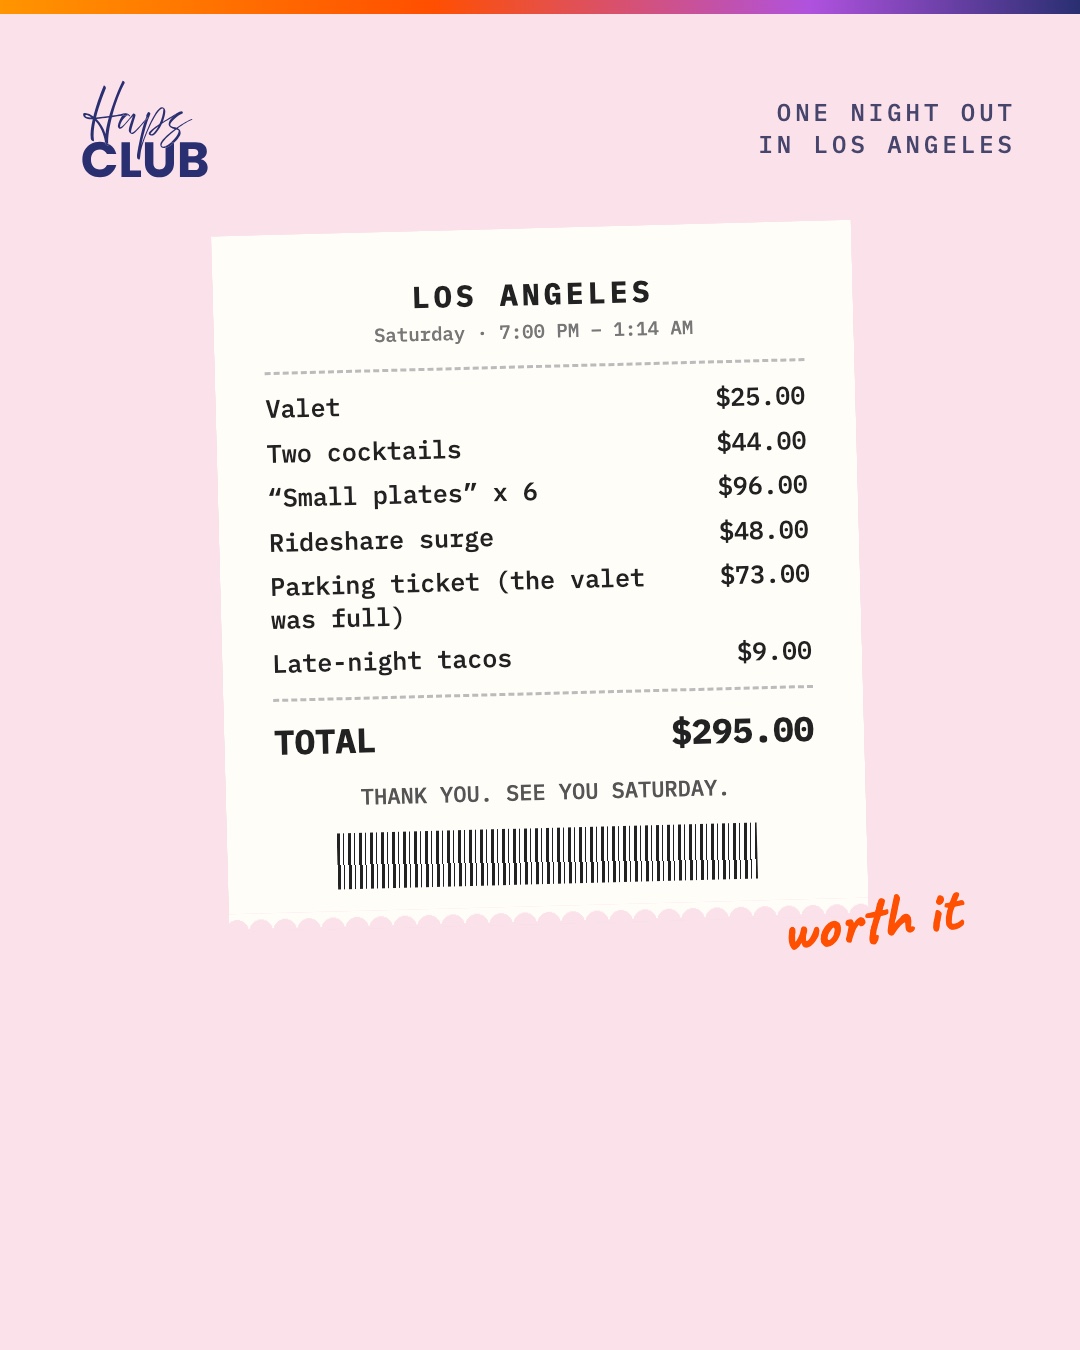 Haps
CLUB
ONE NIGHT OUT
IN LOS ANGELES
LOS ANGELES
Saturday · 7:00 PM – 1:14 AM
Valet $25.00
Two cocktails $44.00
“Small plates” x 6 $96.00
Rideshare surge $48.00
Parking ticket (the valet $73.00
was full)
Late-night tacos $9.00
TOTAL $295.00
THANK YOU. SEE YOU SATURDAY.
worth it